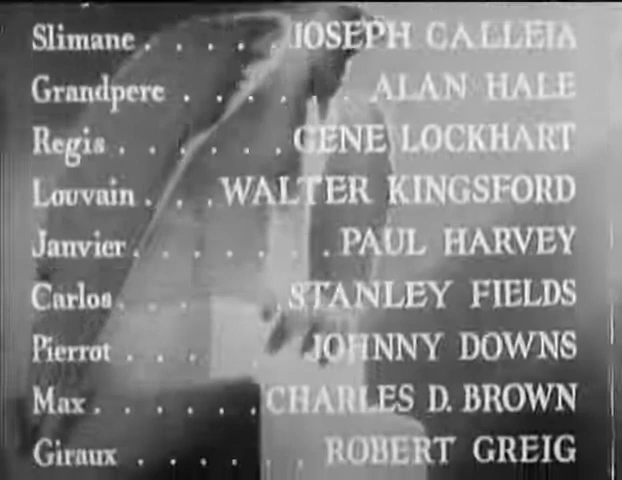 Slimane . . . . . . JOSEPH CALLEIA
Grandpere . . . . . . ALAN HALE
Regis . . . . . . GENE LOCKHART
Louvain . . . WALTER KINGSFORD
Janvier . . . . . . . . PAUL HARVEY
Carlos . . . . . . STANLEY FIELDS
Pierrot . . . . . . JOHNNY DOWNS
Max . . . . . . CHARLES D. BROWN
Giraux . . . . . . ROBERT GREIG